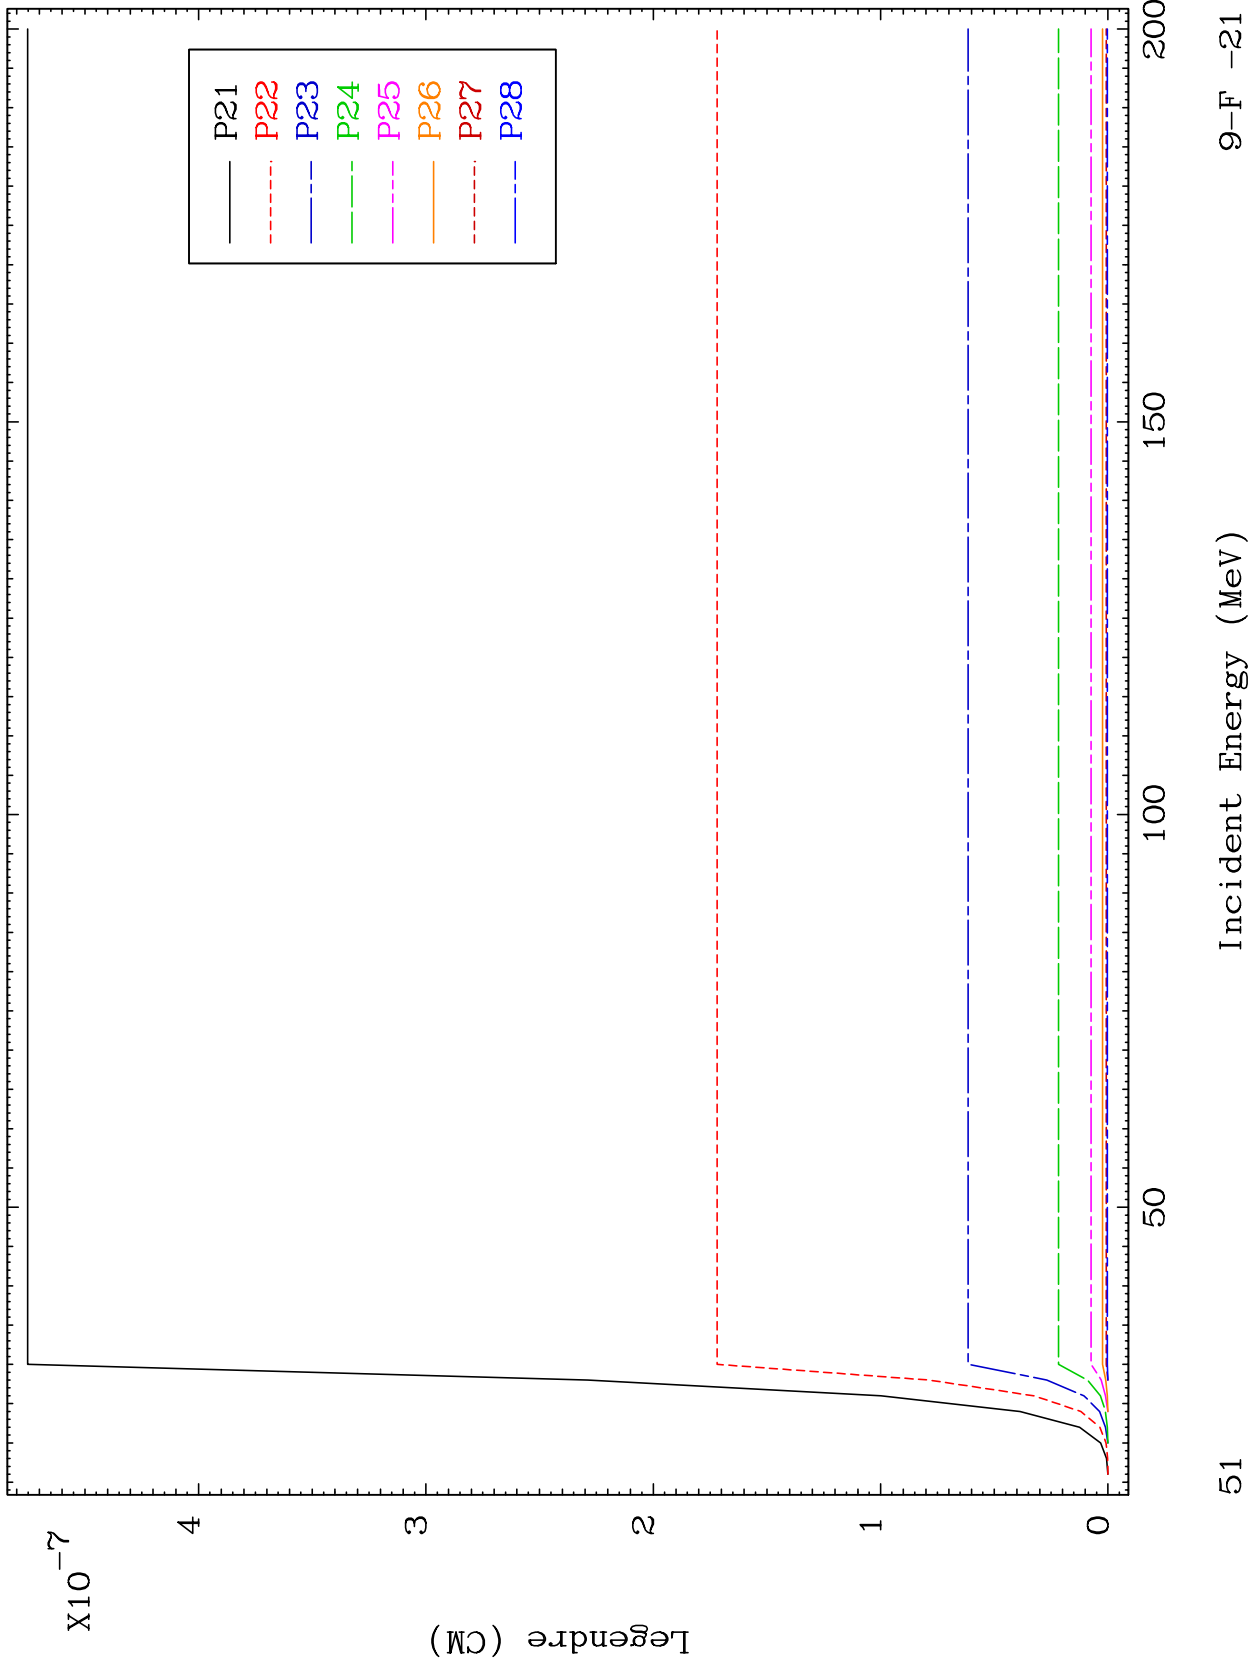 X10-7
Legendre (CM)
4
3
2
1
0
50
100
150
200
P21
P22
P23
P24
P25
P26
P27
P28
Incident Energy (MeV)
51
9-F -21